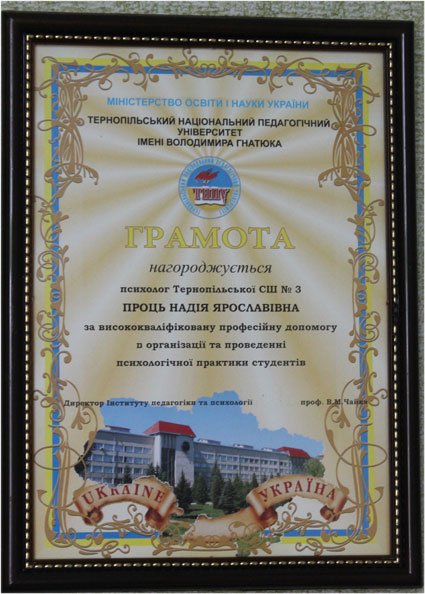 МІНІСТЕРСТВО ОСВІТИ І НАУКИ УКРАЇНИ
ТЕРНОПІЛЬСЬКИЙ НАЦІОНАЛЬНИЙ ПЕДАГОГІЧНИЙ
УНІВЕРСИТЕТ
ІМЕНІ ВОЛОДИМИРА ГНАТЮКА
ТНПУ
ГРАМОТА
нагороджується
психолог Тернопільської СШ № 3
ПРОЦЬ НАДІЯ ЯРОСЛАВІВНА
за висококваліфіковану професійну допомогу
в організації та проведенні
психологічної практики студентів
Директор Інституту педагогіки та психології проф. В.М.Чайка
UKRAINE УКРАЇНА